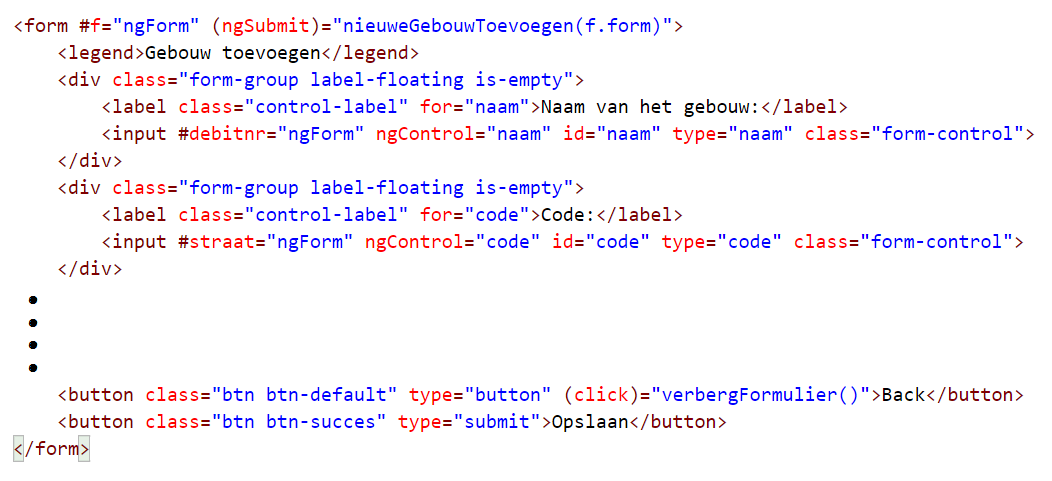 <form #f="ngForm" (ngSubmit)="nieuweGebouwToevoegen(f.form)">
    <legend>Gebouw toevoegen</legend>
    <div class="form-group label-floating is-empty">
        <label class="control-label" for="naam">Naam van het gebouw:</label>
        <input #debitnr="ngForm" ngControl="naam" id="naam" type="naam" class="form-control">
    </div>
    <div class="form-group label-floating is-empty">
        <label class="control-label" for="code">Code:</label>
        <input #straat="ngForm" ngControl="code" id="code" type="code" class="form-control">
    </div>
•
•
•
•
    <button class="btn btn-default" type="button" (click)="verbergFormulier()">Back</button>
    <button class="btn btn-succes" type="submit">Opslaan</button>
</form>